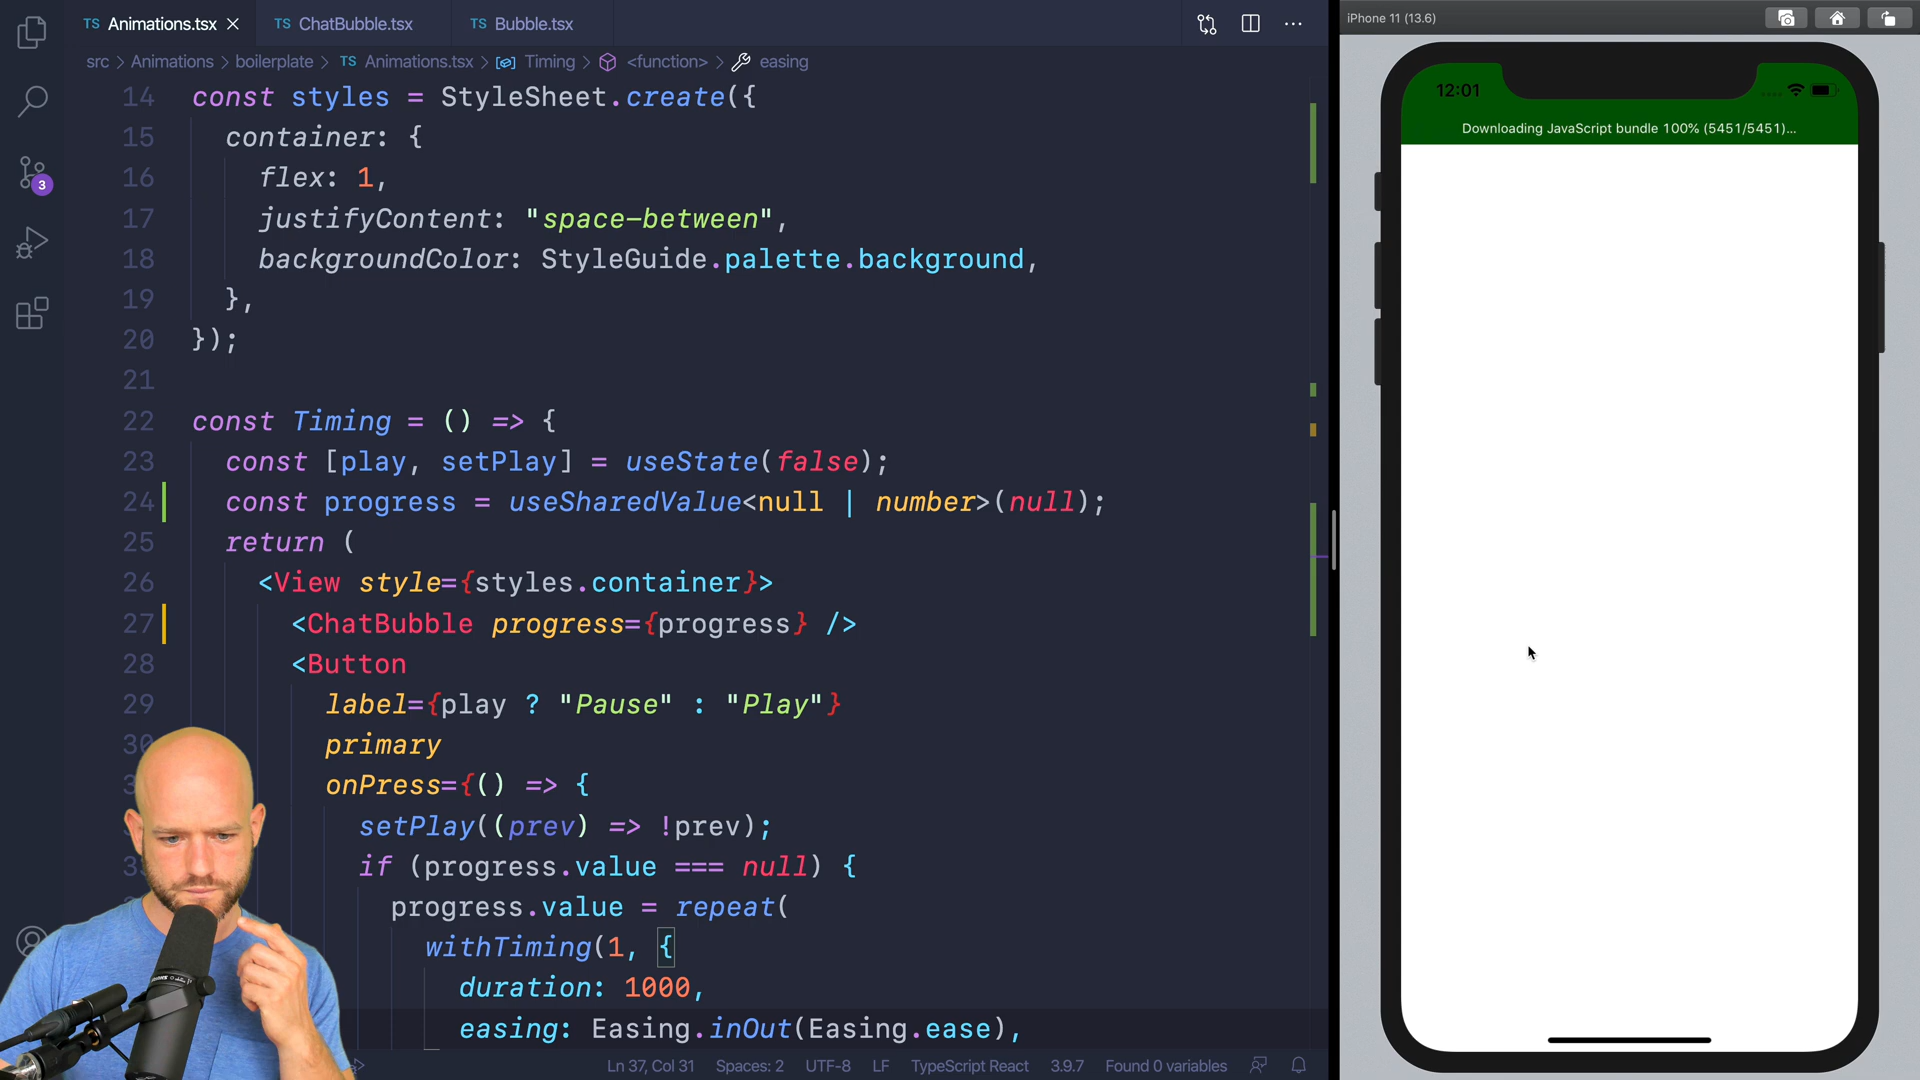 TS Animations.tsx
TS ChatBubble.tsx
TS Bubble.tsx
src > Animations > boilerplate > TS Animations.tsx > Timing > <function> > easing
14 const styles = StyleSheet.create({
15 container: {
16 flex: 1,
17 justifyContent: "space-between",
18 backgroundColor: StyleGuide.palette.background,
19 },
20 });
21
22 const Timing = () => {
23 const [play, setPlay] = useState(false);
24 const progress = useSharedValue<null | number>(null);
25 return (
26 <View style={styles.container}>
27 <ChatBubble progress={progress} />
28 <Button
29 label={play ? "Pause" : "Play"}
primary
onPress={() => {
setPlay((prev) => !prev);
if (progress.value === null) {
progress.value = repeat(
withTiming(1, {
duration: 1000,
easing: Easing.inOut(Easing.ease),
3
Ln 37, Col 31
Spaces: 2
UTF-8
LF
TypeScript React
3.9.7
Found 0 variables
iPhone 11 (13.6)
12:01
Downloading JavaScript bundle 100% (5451/5451)...